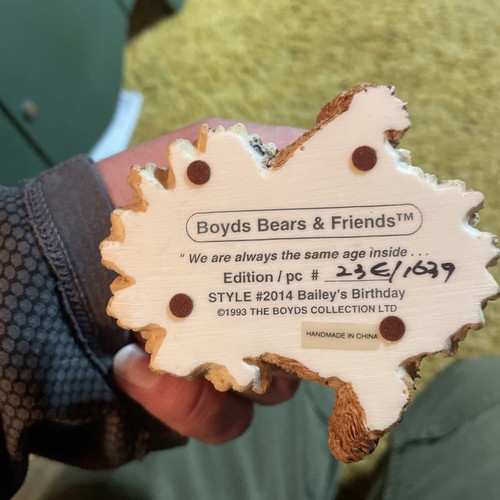 Boyds Bears & Friends™
" We are always the same age inside . . .
Edition / pc # 23E/1639
STYLE #2014 Bailey's Birthday
©1993 THE BOYDS COLLECTION LTD
HANDMADE IN CHINA